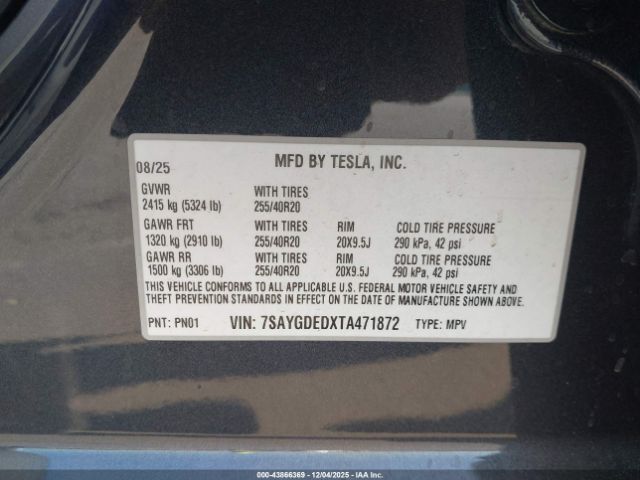 08/25 MFD BY TESLA, INC.
GVWR WITH TIRES
2415 kg (5324 lb) 255/40R20
GAWR FRT WITH TIRES RIM COLD TIRE PRESSURE
1320 kg (2910 lb) 255/40R20 20X9.5J 290 kPa, 42 psi
GAWR RR WITH TIRES RIM COLD TIRE PRESSURE
1500 kg (3306 lb) 255/40R20 20X9.5J 290 kPa, 42 psi
THIS VEHICLE CONFORMS TO ALL APPLICABLE U.S. FEDERAL MOTOR VEHICLE SAFETY AND
THEFT PREVENTION STANDARDS IN EFFECT ON THE DATE OF MANUFACTURE SHOWN ABOVE.
PNT: PN01 VIN: 7SAYGDEDXTA471872 TYPE: MPV
000-43866369 - 12/04/2025 - IAAI.COM